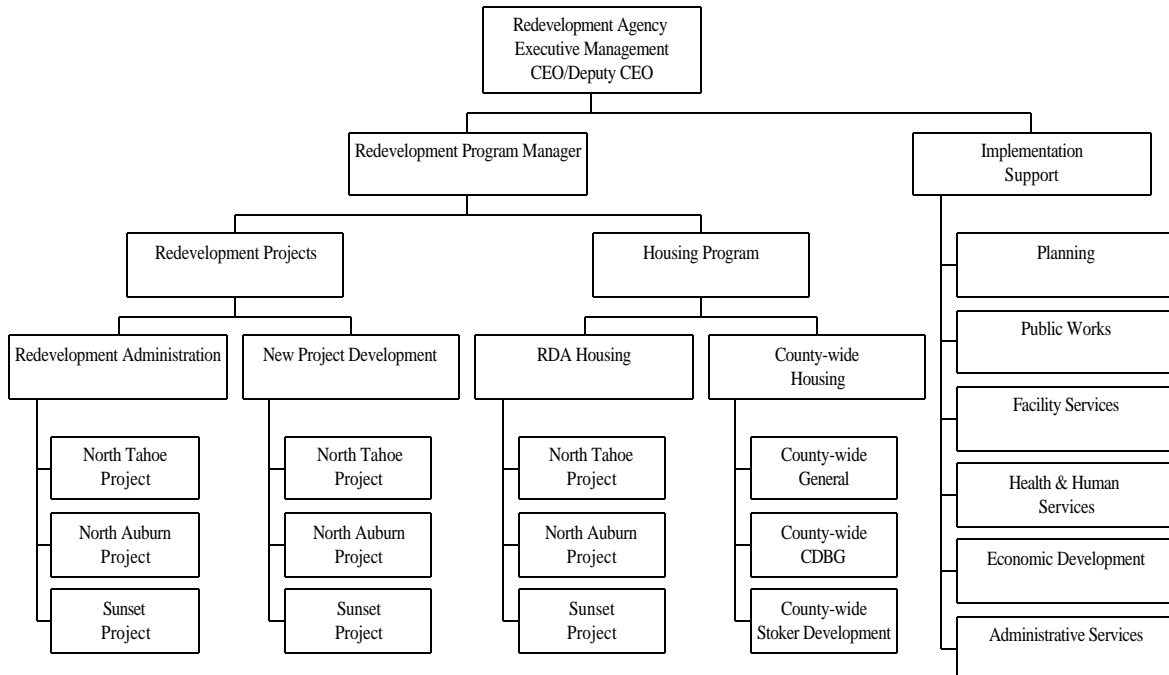 Redevelopment Agency
Executive Management
CEO/Deputy CEO
Redevelopment Program Manager
Implementation
Support
Redevelopment Projects
Housing Program
Planning
Public Works
Redevelopment Administration
New Project Development
RDA Housing
County-wide
Housing
Facility Services
North Tahoe
Project
North Tahoe
Project
North Tahoe
Project
County-wide
General
Health & Human
Services
North Auburn
Project
North Auburn
Project
North Auburn
Project
County-wide
CDBG
Economic Development
Sunset
Project
Sunset
Project
Sunset
Project
County-wide
Stoker Development
Administrative Services